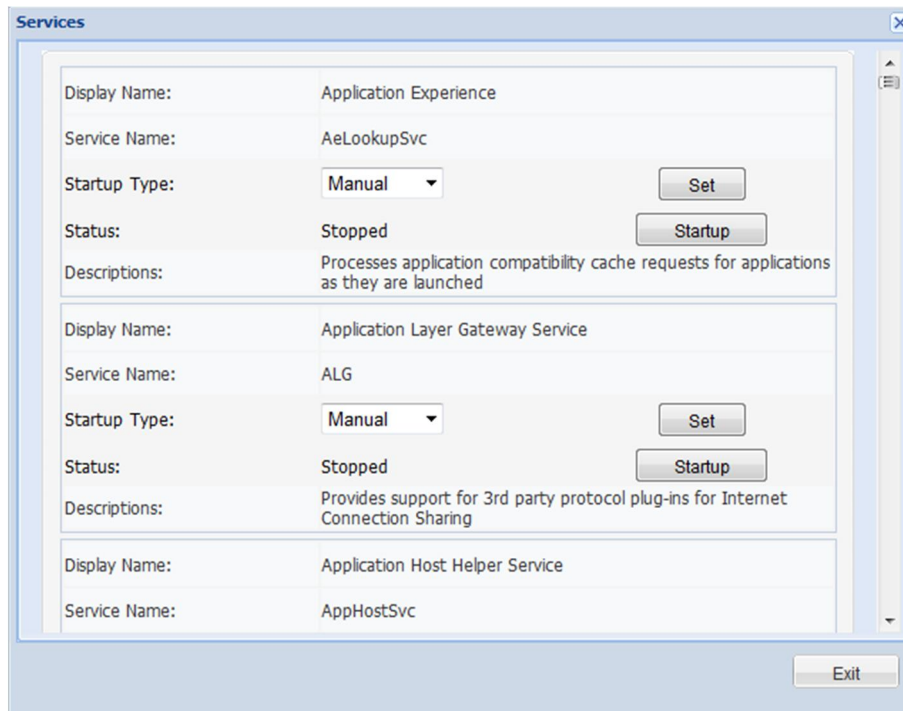 Services
Display Name: Application Experience
Service Name: AeLookupSvc
Startup Type: Manual Set
Status: Stopped Startup
Descriptions: Processes application compatibility cache requests for applications
as they are launched
Display Name: Application Layer Gateway Service
Service Name: ALG
Startup Type: Manual Set
Status: Stopped Startup
Descriptions: Provides support for 3rd party protocol plug-ins for Internet
Connection Sharing
Display Name: Application Host Helper Service
Service Name: AppHostSvc
Exit